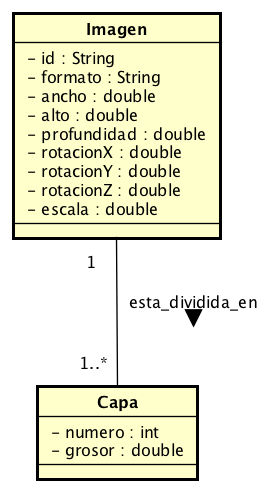 Imagen
- id : String
- formato : String
- ancho : double
- alto : double
- profundidad : double
- rotacionX : double
- rotacionY : double
- rotacionZ : double
- escala : double
1
esta_dividida_en
1..*
Capa
- numero : int
- grosor : double